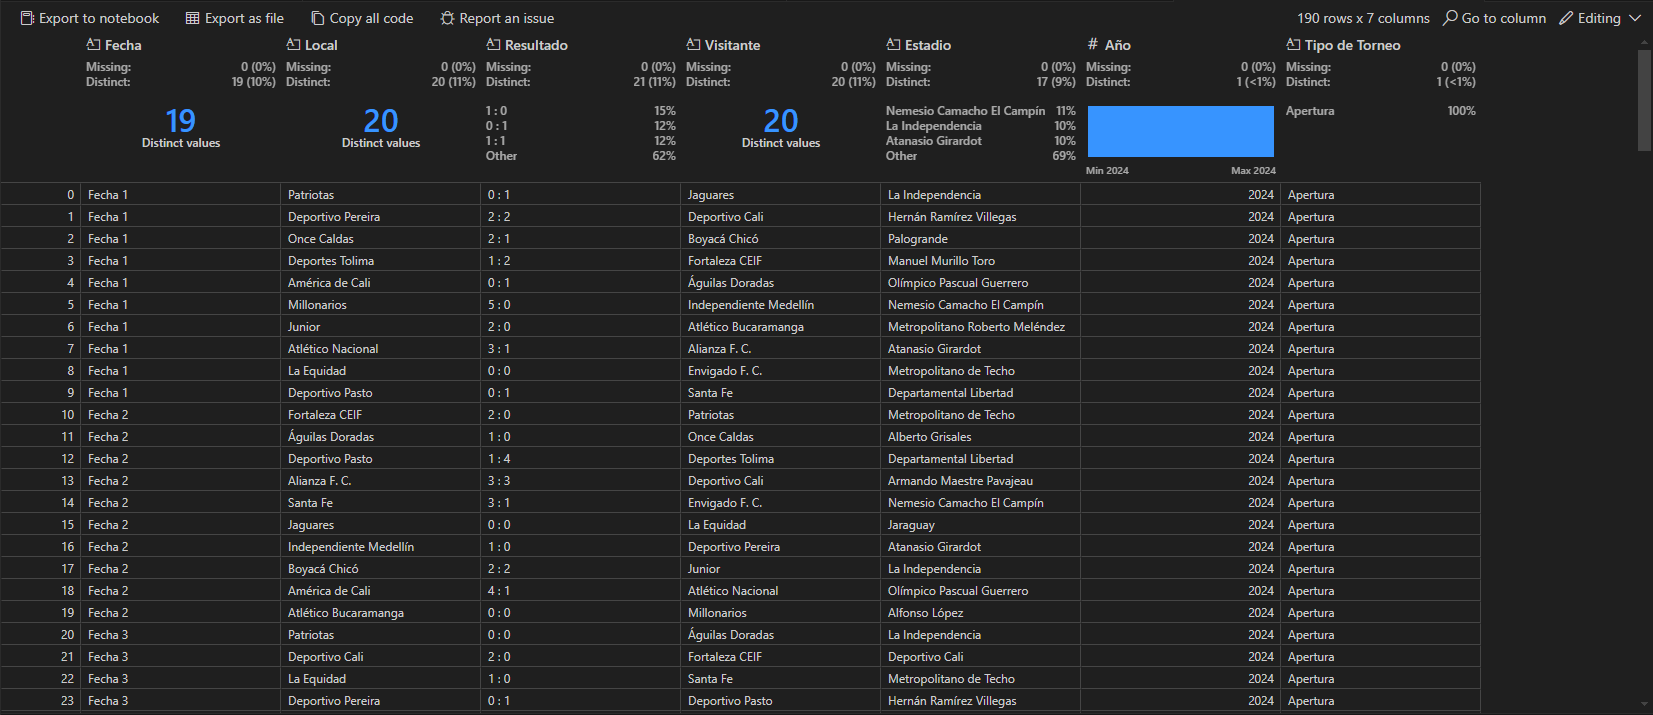 Export to notebook Export as file Copy all code Report an issue 190 rows x 7 columns Go to column Editing
Fecha Local Resultado Visitante Estadio # Año Tipo de Torneo
Missing: 0 (0%) Missing: 0 (0%) Missing: 0 (0%) Missing: 0 (0%) Missing: 0 (0%) Missing: 0 (0%) Missing: 0 (0%)
Distinct: 19 (10%) Distinct: 20 (11%) Distinct: 21 (11%) Distinct: 20 (11%) Distinct: 17 (9%) Distinct: 1 (<1%) Distinct: 1 (<1%)
19 Distinct values
20 Distinct values
1 : 0 15%
0 : 1 12%
1 : 1 12%
Other 62%
20 Distinct values
Nemesio Camacho El Campín 11%
La Independencia 10%
Atanasio Girardot 10%
Other 69%
Min 2024 Max 2024
Apertura 100%
0 Fecha 1 Patriotas 0 : 1 Jaguares La Independencia 2024 Apertura
1 Fecha 1 Deportivo Pereira 2 : 2 Deportivo Cali Hernán Ramírez Villegas 2024 Apertura
2 Fecha 1 Once Caldas 2 : 1 Boyacá Chicó Palogrande 2024 Apertura
3 Fecha 1 Deportes Tolima 1 : 2 Fortaleza CEIF Manuel Murillo Toro 2024 Apertura
4 Fecha 1 América de Cali 0 : 1 Águilas Doradas Olímpico Pascual Guerrero 2024 Apertura
5 Fecha 1 Millonarios 5 : 0 Independiente Medellín Nemesio Camacho El Campín 2024 Apertura
6 Fecha 1 Junior 2 : 0 Atlético Bucaramanga Metropolitano Roberto Meléndez 2024 Apertura
7 Fecha 1 Atlético Nacional 3 : 1 Alianza F. C. Atanasio Girardot 2024 Apertura
8 Fecha 1 La Equidad 0 : 0 Envigado F. C. Metropolitano de Techo 2024 Apertura
9 Fecha 1 Deportivo Pasto 0 : 1 Santa Fe Departamental Libertad 2024 Apertura
10 Fecha 2 Fortaleza CEIF 2 : 0 Patriotas Metropolitano de Techo 2024 Apertura
11 Fecha 2 Águilas Doradas 1 : 0 Once Caldas Alberto Grisales 2024 Apertura
12 Fecha 2 Deportivo Pasto 1 : 4 Deportes Tolima Departamental Libertad 2024 Apertura
13 Fecha 2 Alianza F. C. 3 : 3 Deportivo Cali Armando Maestre Pavajeau 2024 Apertura
14 Fecha 2 Santa Fe 3 : 1 Envigado F. C. Nemesio Camacho El Campín 2024 Apertura
15 Fecha 2 Jaguares 0 : 0 La Equidad Jaraguay 2024 Apertura
16 Fecha 2 Independiente Medellín 1 : 0 Deportivo Pereira Atanasio Girardot 2024 Apertura
17 Fecha 2 Boyacá Chicó 2 : 2 Junior La Independencia 2024 Apertura
18 Fecha 2 América de Cali 4 : 1 Atlético Nacional Olímpico Pascual Guerrero 2024 Apertura
19 Fecha 2 Atlético Bucaramanga 0 : 0 Millonarios Alfonso López 2024 Apertura
20 Fecha 3 Patriotas 0 : 0 Águilas Doradas La Independencia 2024 Apertura
21 Fecha 3 Deportivo Cali 2 : 0 Fortaleza CEIF Deportivo Cali 2024 Apertura
22 Fecha 3 La Equidad 1 : 0 Santa Fe Metropolitano de Techo 2024 Apertura
23 Fecha 3 Deportivo Pereira 0 : 1 Deportivo Pasto Hernán Ramírez Villegas 2024 Apertura